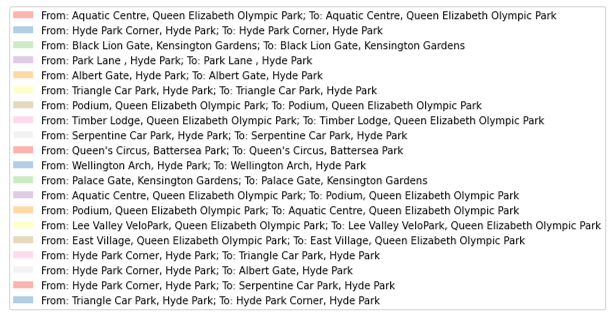 From: Aquatic Centre, Queen Elizabeth Olympic Park; To: Aquatic Centre, Queen Elizabeth Olympic Park
From: Hyde Park Corner, Hyde Park; To: Hyde Park Corner, Hyde Park
From: Black Lion Gate, Kensington Gardens; To: Black Lion Gate, Kensington Gardens
From: Park Lane , Hyde Park; To: Park Lane , Hyde Park
From: Albert Gate, Hyde Park; To: Albert Gate, Hyde Park
From: Triangle Car Park, Hyde Park; To: Triangle Car Park, Hyde Park
From: Podium, Queen Elizabeth Olympic Park; To: Podium, Queen Elizabeth Olympic Park
From: Timber Lodge, Queen Elizabeth Olympic Park; To: Timber Lodge, Queen Elizabeth Olympic Park
From: Serpentine Car Park, Hyde Park; To: Serpentine Car Park, Hyde Park
From: Queen's Circus, Battersea Park; To: Queen's Circus, Battersea Park
From: Wellington Arch, Hyde Park; To: Wellington Arch, Hyde Park
From: Palace Gate, Kensington Gardens; To: Palace Gate, Kensington Gardens
From: Aquatic Centre, Queen Elizabeth Olympic Park; To: Podium, Queen Elizabeth Olympic Park
From: Podium, Queen Elizabeth Olympic Park; To: Aquatic Centre, Queen Elizabeth Olympic Park
From: Lee Valley VeloPark, Queen Elizabeth Olympic Park; To: Lee Valley VeloPark, Queen Elizabeth Olympic Park
From: East Village, Queen Elizabeth Olympic Park; To: East Village, Queen Elizabeth Olympic Park
From: Hyde Park Corner, Hyde Park; To: Triangle Car Park, Hyde Park
From: Hyde Park Corner, Hyde Park; To: Albert Gate, Hyde Park
From: Hyde Park Corner, Hyde Park; To: Serpentine Car Park, Hyde Park
From: Triangle Car Park, Hyde Park; To: Hyde Park Corner, Hyde Park